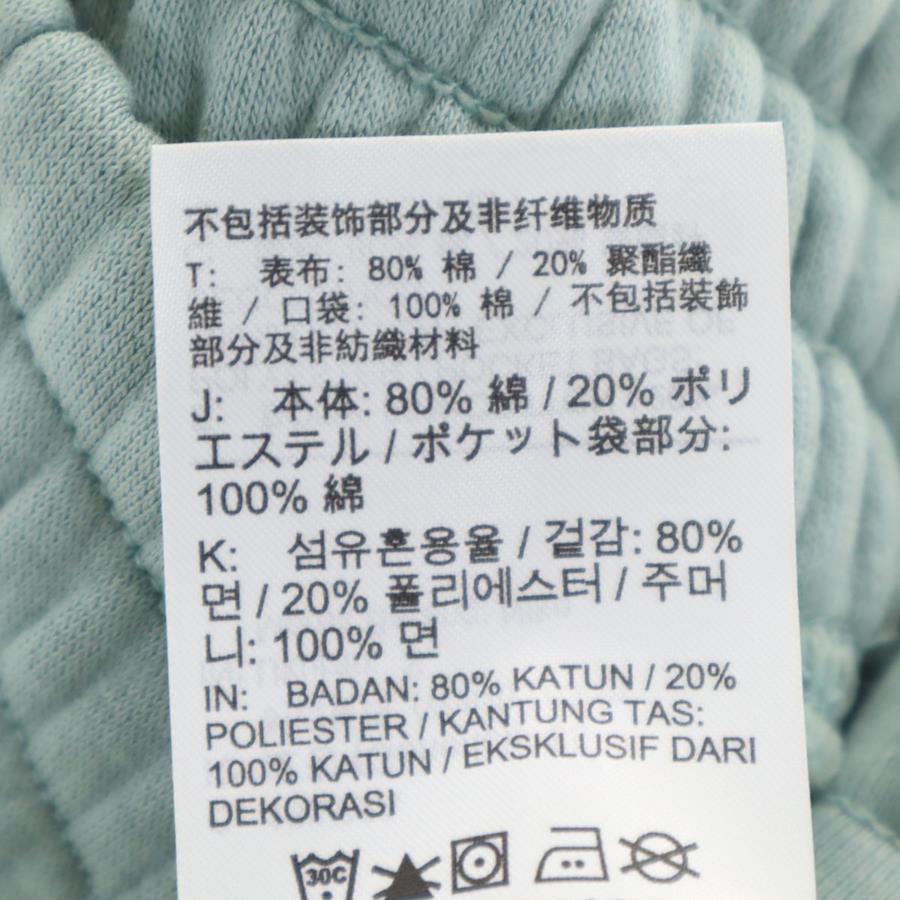 不包括装饰部分及非纤维物质
T: 表布: 80% 棉 / 20% 聚酯纖
維 / 口袋: 100% 棉 / 不包括裝飾
部分及非紡織材料
J: 本体: 80% 綿 / 20% ポリ
エステル / ポケット袋部分:
100% 綿
K: 섬유혼용율 / 겉감: 80%
면 / 20% 폴리에스터 / 주머
니: 100% 면
IN: BADAN: 80% KATUN / 20%
POLIESTER / KANTUNG TAS:
100% KATUN / EKSKLUSIF DARI
DEKORASI
30C